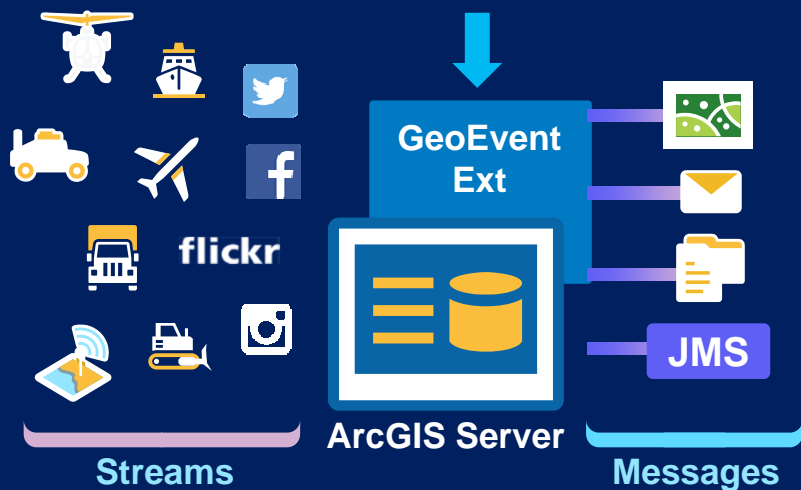 GeoEvent
Ext
flickr
f
JMS
ArcGIS Server
Streams
Messages